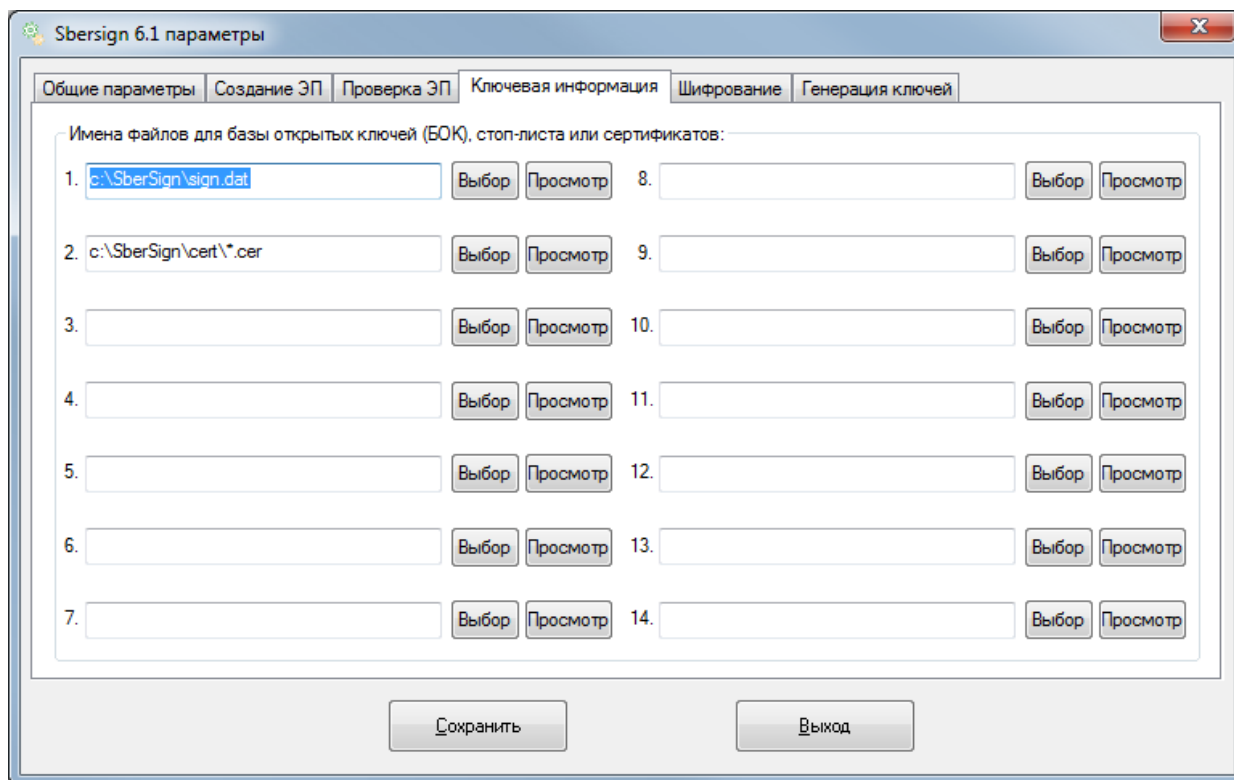 Sbersign 6.1 параметры
Общие параметры Создание ЭП Проверка ЭП Ключевая информация Шифрование Генерация ключей
Имена файлов для базы открытых ключей (БОК), стоп-листа или сертификатов:
1. c:\SberSign\sign.dat Выбор Просмотр 8. Выбор Просмотр
2. c:\SberSign\cert\*.cer Выбор Просмотр 9. Выбор Просмотр
3. Выбор Просмотр 10. Выбор Просмотр
4. Выбор Просмотр 11. Выбор Просмотр
5. Выбор Просмотр 12. Выбор Просмотр
6. Выбор Просмотр 13. Выбор Просмотр
7. Выбор Просмотр 14. Выбор Просмотр
Сохранить Выход